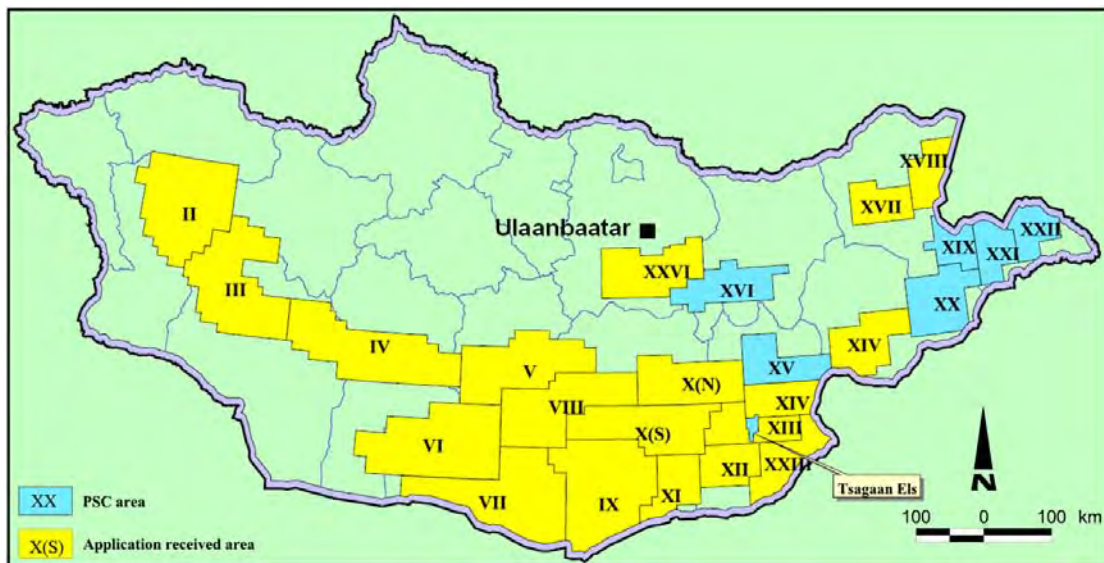 XVIII
II
XVII
Ulaanbaatar
XIX
XXII
XXI
XXVI
III
XVI
XX
IV
XIV
V
XV
X(N)
VIII
XIV
XIII
VI
X(S)
XII
XXIII
VII
IX
XI
Tsagaan Els
N
XX PSC area
X(S) Application received area
100 0 100 km